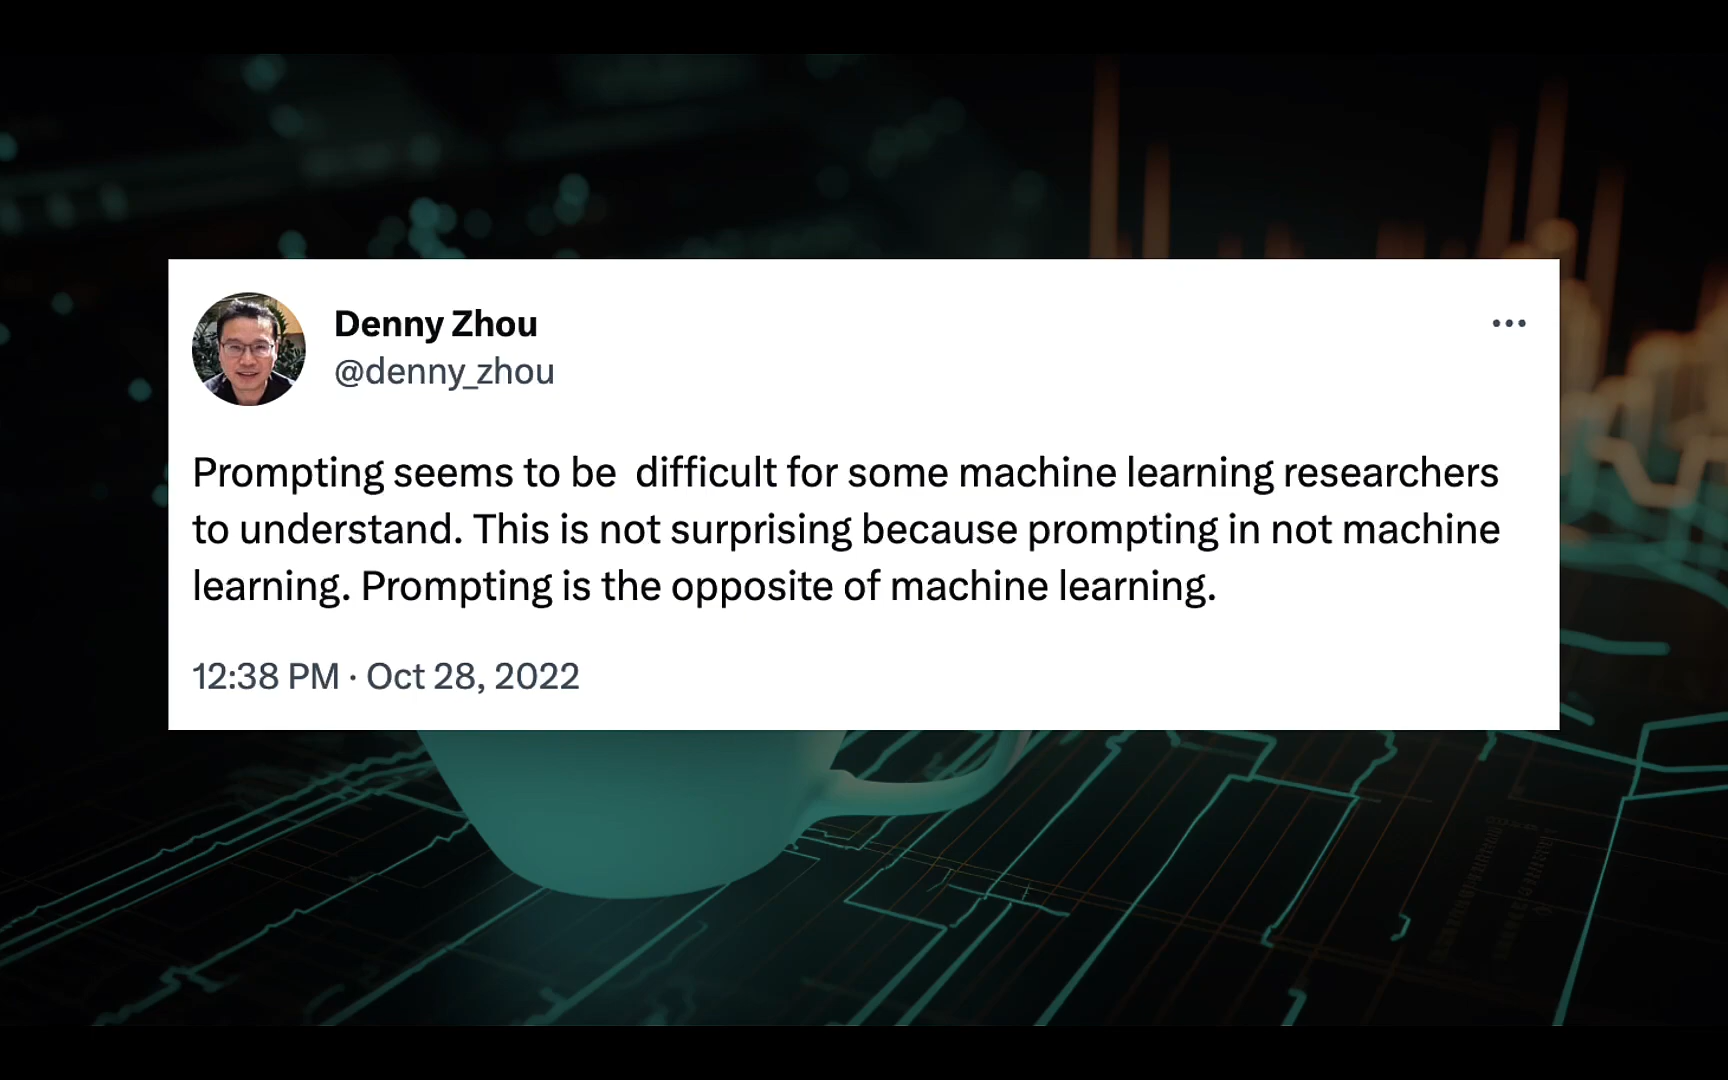 Denny Zhou
@denny_zhou
Prompting seems to be  difficult for some machine learning researchers
to understand. This is not surprising because prompting in not machine
learning. Prompting is the opposite of machine learning.
12:38 PM · Oct 28, 2022